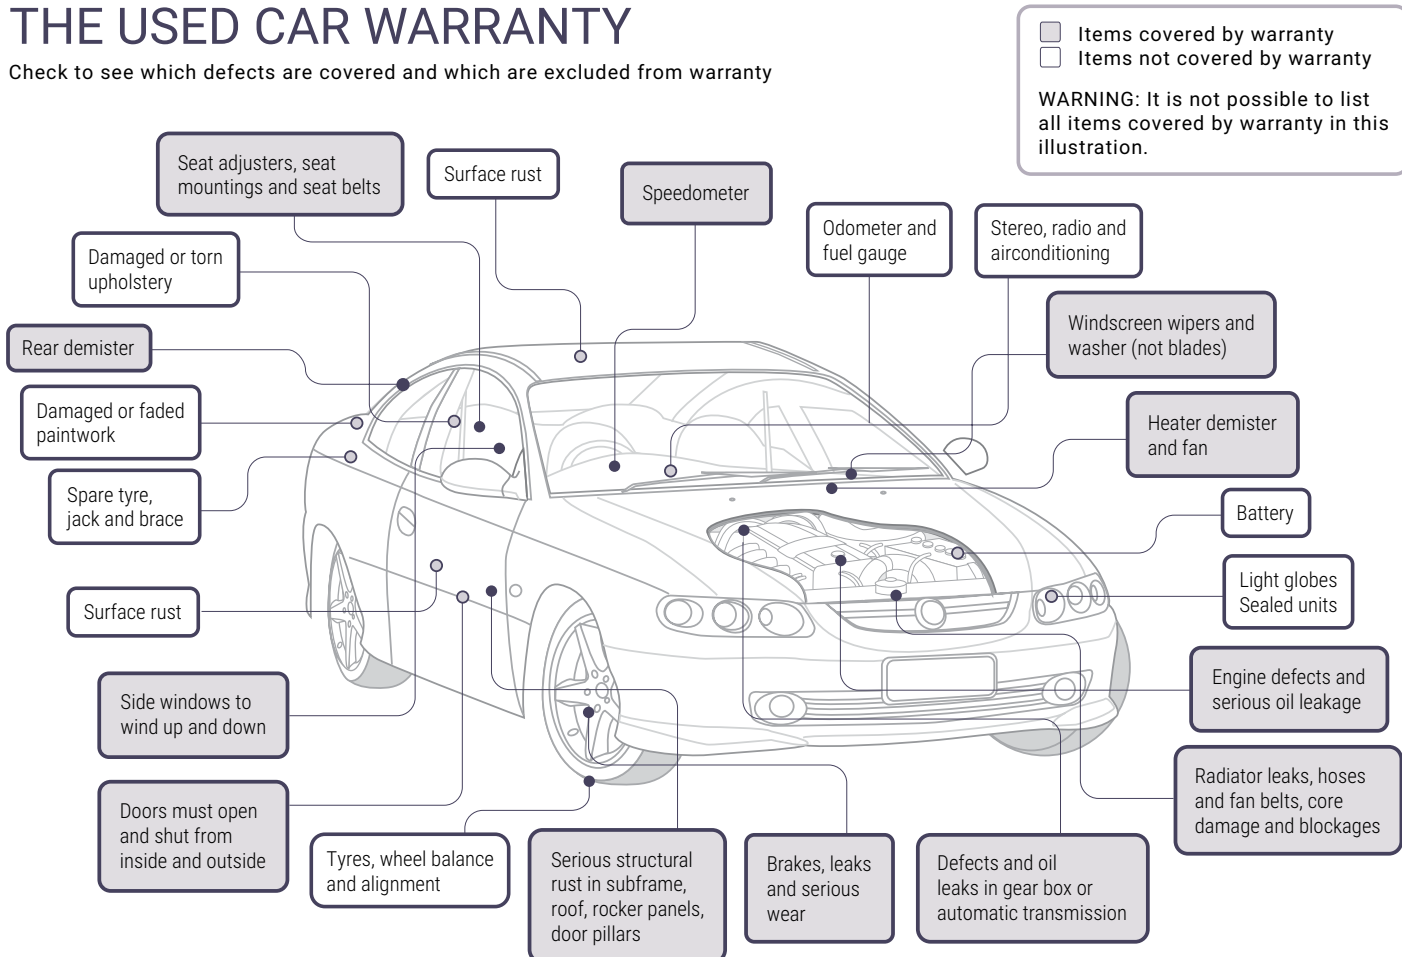 THE USED CAR WARRANTY
Check to see which defects are covered and which are excluded from warranty
Items covered by warranty
Items not covered by warranty
WARNING: It is not possible to list
all items covered by warranty in this
illustration.
Seat adjusters, seat
mountings and seat belts
Surface rust
Speedometer
Odometer and
fuel gauge
Stereo, radio and
airconditioning
Damaged or torn
upholstery
Windscreen wipers and
washer (not blades)
Rear demister
Damaged or faded
paintwork
Heater demister
and fan
Spare tyre,
jack and brace
Battery
Light globes
Sealed units
Surface rust
Engine defects and
serious oil leakage
Side windows to
wind up and down
Radiator leaks, hoses
and fan belts, core
damage and blockages
Doors must open
and shut from
inside and outside
Tyres, wheel balance
and alignment
Serious structural
rust in subframe,
roof, rocker panels,
door pillars
Brakes, leaks
and serious
wear
Defects and oil
leaks in gear box or
automatic transmission